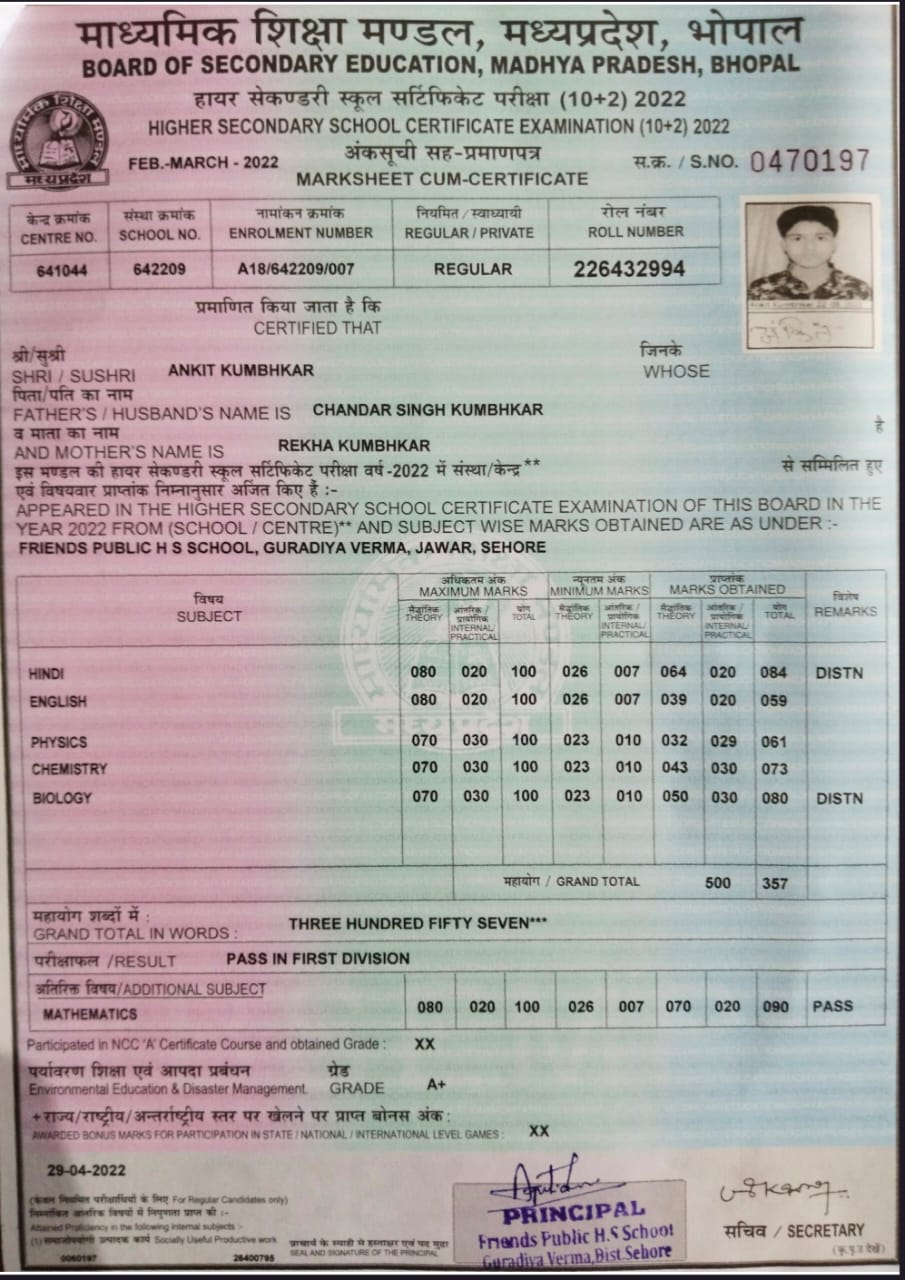 माध्यमिक शिक्षा मण्डल, मध्यप्रदेश, भोपाल
BOARD OF SECONDARY EDUCATION, MADHYA PRADESH, BHOPAL
हायर सेकण्डरी स्कूल सर्टिफिकेट परीक्षा (10+2) 2022
HIGHER SECONDARY SCHOOL CERTIFICATE EXAMINATION (10+2) 2022
FEB.-MARCH - 2022 अंकसूची सह-प्रमाणपत्र स.क्र. / S.NO. 0470197
MARKSHEET CUM-CERTIFICATE
माध्यमिक शिक्षा मण्डल
मध्यप्रदेश
केन्द्र क्रमांक संस्था क्रमांक नामांकन क्रमांक नियमित / स्वाध्यायी रोल नंबर
CENTRE NO. SCHOOL NO. ENROLMENT NUMBER REGULAR / PRIVATE ROLL NUMBER
641044 642209 A18/642209/007 REGULAR 226432994
अंकित
प्रमाणित किया जाता है कि
CERTIFIED THAT
श्री/सुश्री जिनके
SHRI / SUSHRI ANKIT KUMBHKAR WHOSE
पिता/पति का नाम
FATHER'S / HUSBAND'S NAME IS CHANDAR SINGH KUMBHKAR
व माता का नाम है
AND MOTHER'S NAME IS REKHA KUMBHKAR
इस मण्डल की हायर सेकण्डरी स्कूल सर्टिफिकेट परीक्षा वर्ष-2022 में संस्था/केन्द्र** से सम्मिलित हुए
एवं विषयवार प्राप्तांक निम्नानुसार अर्जित किए हैं :-
APPEARED IN THE HIGHER SECONDARY SCHOOL CERTIFICATE EXAMINATION OF THIS BOARD IN THE
YEAR 2022 FROM (SCHOOL / CENTRE)** AND SUBJECT WISE MARKS OBTAINED ARE AS UNDER :-
FRIENDS PUBLIC H S SCHOOL, GURADIYA VERMA, JAWAR, SEHORE
विषय अधिकतम अंक न्यूनतम अंक प्राप्तांक विशेष
SUBJECT MAXIMUM MARKS MINIMUM MARKS MARKS OBTAINED REMARKS
सैद्धांतिक आंतरिक / प्रायोगिक योग सैद्धांतिक आंतरिक / प्रायोगिक सैद्धांतिक आंतरिक / प्रायोगिक योग
THEORY INTERNAL/ PRACTICAL TOTAL THEORY INTERNAL/ PRACTICAL THEORY INTERNAL/ PRACTICAL TOTAL
HINDI 080 020 100 026 007 064 020 084 DISTN
ENGLISH 080 020 100 026 007 039 020 059
मध्यप्रदेश
PHYSICS 070 030 100 023 010 032 029 061
CHEMISTRY 070 030 100 023 010 043 030 073
BIOLOGY 070 030 100 023 010 050 030 080 DISTN
महायोग / GRAND TOTAL 500 357
महायोग शब्दों में :
GRAND TOTAL IN WORDS : THREE HUNDRED FIFTY SEVEN***
परीक्षाफल /RESULT PASS IN FIRST DIVISION
अतिरिक्त विषय/ADDITIONAL SUBJECT
MATHEMATICS 080 020 100 026 007 070 020 090 PASS
Participated in NCC 'A' Certificate Course and obtained Grade : XX
पर्यावरण शिक्षा एवं आपदा प्रबंधन ग्रेड
Environmental Education & Disaster Management. GRADE A+
+राज्य/राष्ट्रीय/अन्तर्राष्ट्रीय स्तर पर खेलने पर प्राप्त बोनस अंक :
AWARDED BONUS MARKS FOR PARTICIPATION IN STATE / NATIONAL / INTERNATIONAL LEVEL GAMES : XX
29-04-2022
(केवल नियमित परीक्षार्थियों के लिए For Regular Candidates only)
निम्नांकित आंतरिक विषयों में निपुणता प्राप्त की :-
Attained Proficiency in the following internal subjects :-
(1) समाजोपयोगी उत्पादक कार्य Socially Useful Productive work
0060197 26400795
प्राचार्य के स्याही से हस्ताक्षर एवं पद मुद्रा
SEAL AND SIGNATURE OF THE PRINCIPAL
PRINCIPAL
Friends Public H.S School
Guradiya Verma, Dist. Sehore
सचिव / SECRETARY
(कृ.पृ.उ.देखें)